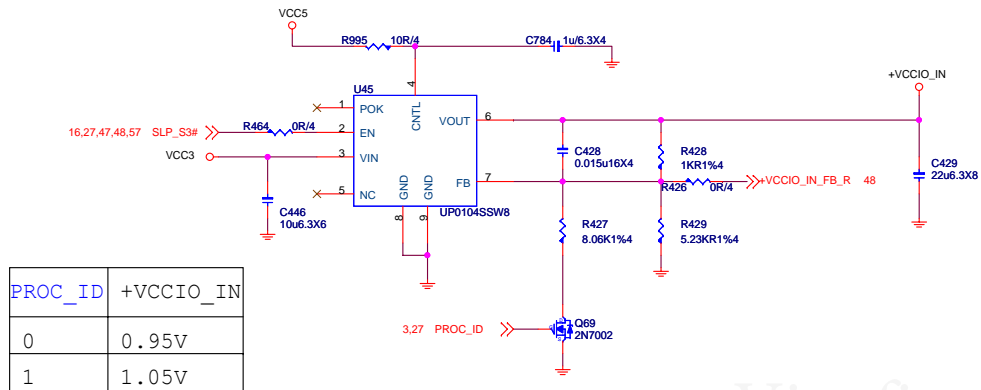 VCC5
R995 10R/4
C784 1u/6.3X4
U45
+VCCIO_IN
4
CNTL
1 POK
16,27,47,48,57 SLP_S3# R464 0R/4 2 EN
VOUT 6
VCC3 3 VIN
C428
0.015u16X4
R428
1KR1%4
C429
22u6.3X8
5 NC
FB 7
R426 0R/4 +VCCIO_IN_FB_R 48
GND GND
C446
10u6.3X6
8 9
UP0104SSW8
R427
8.06K1%4
R429
5.23KR1%4
PROC_ID +VCCIO_IN
0 0.95V
1 1.05V
3,27 PROC_ID
Q69
2N7002